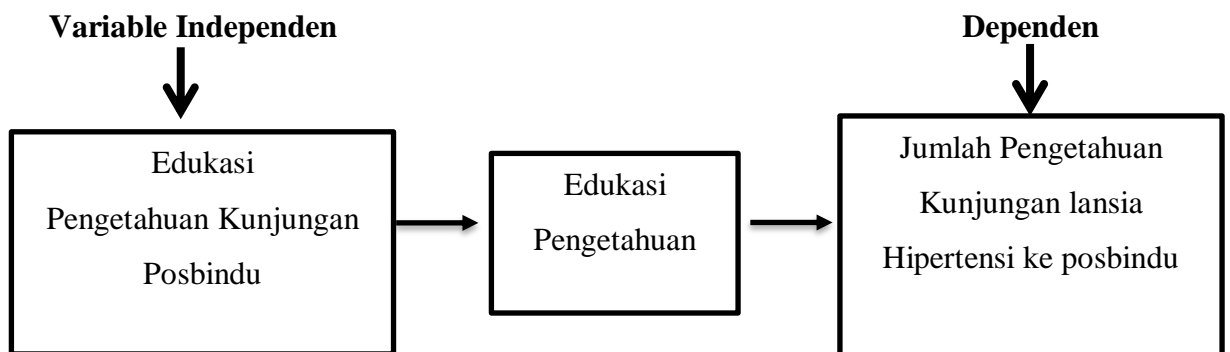 Variable Independen
Dependen
Edukasi
Pengetahuan Kunjungan
Posbindu
Edukasi
Pengetahuan
Jumlah Pengetahuan
Kunjungan lansia
Hipertensi ke posbindu